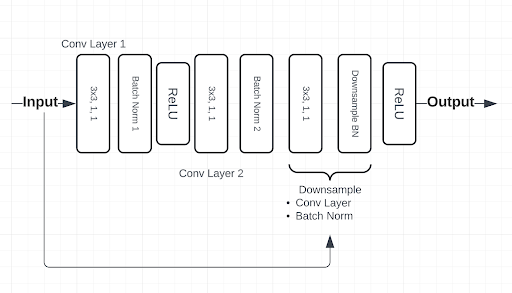 Conv Layer 1
Input
3x3, 1, 1
Batch Norm 1
ReLU
3x3, 1, 1
Batch Norm 2
3x3, 1, 1
Downsample BN
ReLU
Output
Conv Layer 2
Downsample
• Conv Layer
• Batch Norm